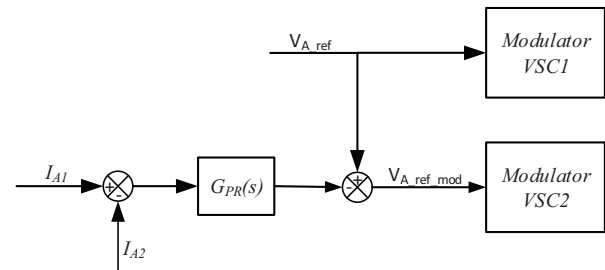 V_A_ref
Modulator
VSC1
I_A1
+
-
I_A2
G_PR(s)
+
-
V_A_ref_mod
Modulator
VSC2